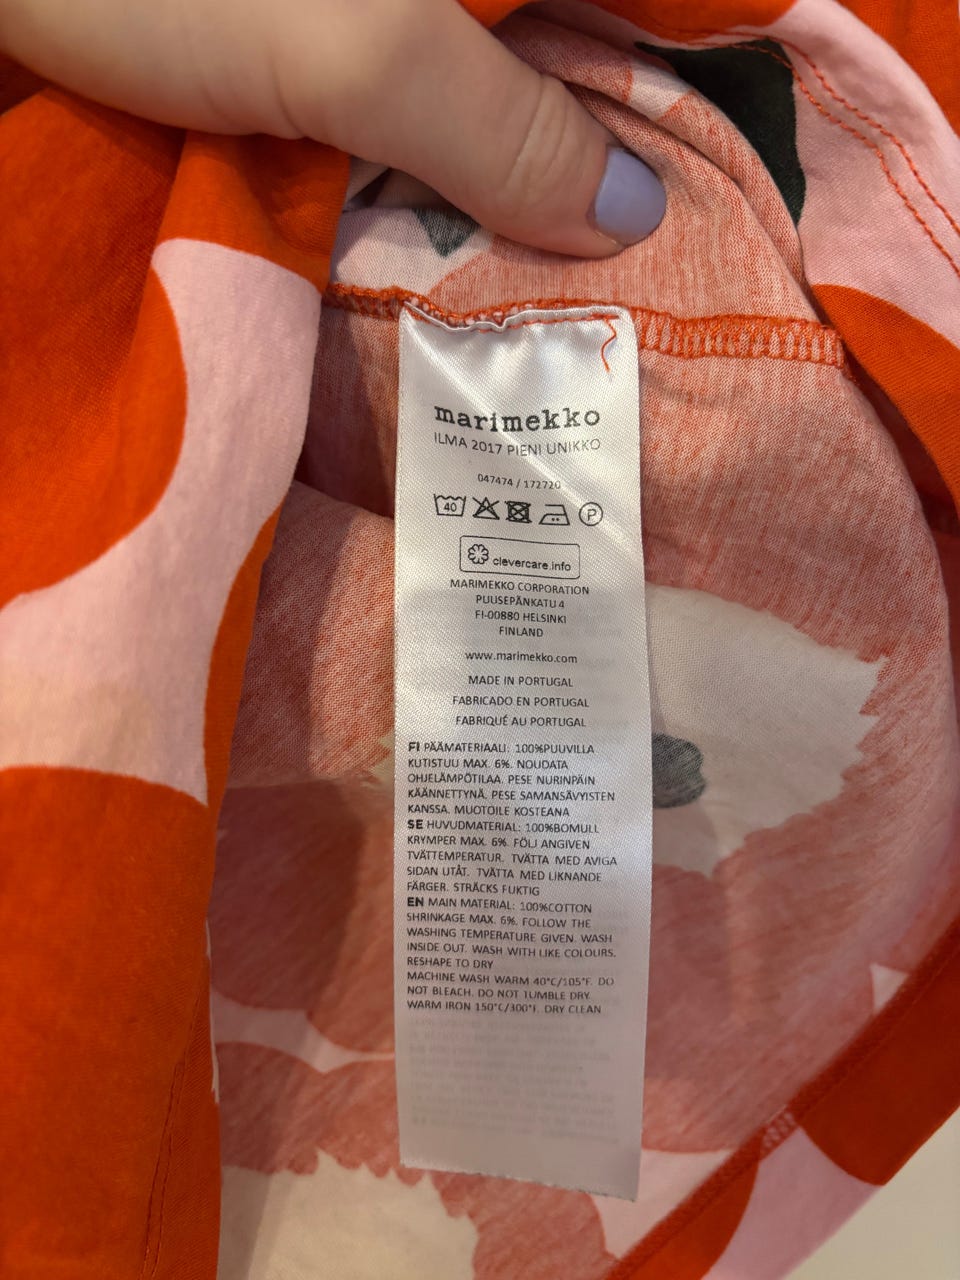 marimekko
ILMA 2017 PIENI UNIKKO
047474 / 172720
40
P
clevercare.info
MARIMEKKO CORPORATION
PUUSEPÄNKATU 4
FI-00880 HELSINKI
FINLAND
www.marimekko.com
MADE IN PORTUGAL
FABRICADO EN PORTUGAL
FABRIQUÉ AU PORTUGAL
FI PÄÄMATERIAALI: 100%PUUVILLA
KUTISTUU MAX. 6%. NOUDATA
OHJELÄMPÖTILAA. PESE NURINPÄIN
KÄÄNNETTYNÄ. PESE SAMANSÄVYISTEN
KANSSA. MUOTOILE KOSTEANA
SE HUVUDMATERIAL: 100%BOMULL
KRYMPER MAX. 6%. FÖLJ ANGIVEN
TVÄTTEMPERATUR. TVÄTTA MED AVIGA
SIDAN UTÅT. TVÄTTA MED LIKNANDE
FÄRGER. STRÄCKS FUKTIG
EN MAIN MATERIAL: 100%COTTON
SHRINKAGE MAX. 6%. FOLLOW THE
WASHING TEMPERATURE GIVEN. WASH
INSIDE OUT. WASH WITH LIKE COLOURS.
RESHAPE TO DRY
MACHINE WASH WARM 40°C/105°F. DO
NOT BLEACH. DO NOT TUMBLE DRY.
WARM IRON 150°C/300°F. DRY CLEAN